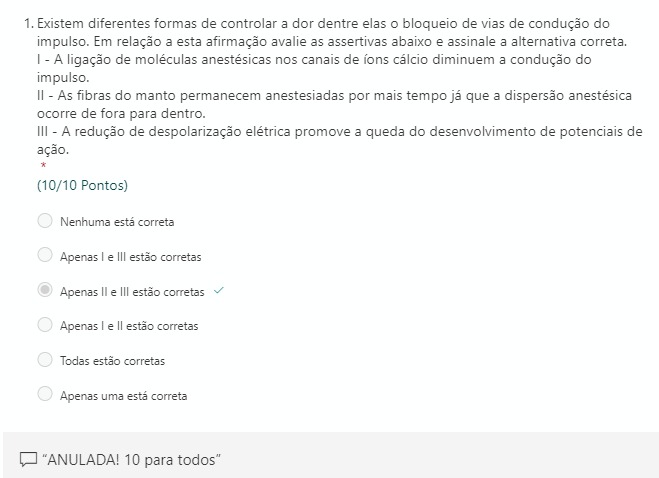 1. Existem diferentes formas de controlar a dor dentre elas o bloqueio de vias de condução do
impulso. Em relação a esta afirmação avalie as assertivas abaixo e assinale a alternativa correta.
I - A ligação de moléculas anestésicas nos canais de íons cálcio diminuem a condução do
impulso.
II - As fibras do manto permanecem anestesiadas por mais tempo já que a dispersão anestésica
ocorre de fora para dentro.
III - A redução de despolarização elétrica promove a queda do desenvolvimento de potenciais de
ação.
*
(10/10 Pontos)
Nenhuma está correta
Apenas I e III estão corretas
Apenas II e III estão corretas
Apenas I e II estão corretas
Todas estão corretas
Apenas uma está correta
"ANULADA! 10 para todos"